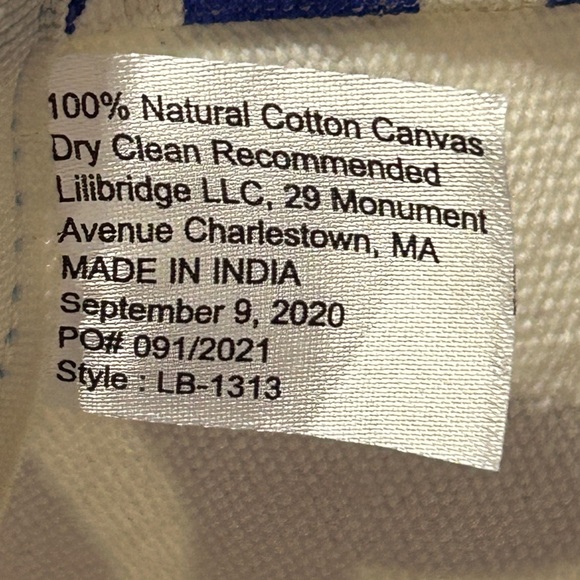 100% Natural Cotton Canvas
Dry Clean Recommended
Lilibridge LLC, 29 Monument
Avenue Charlestown, MA
MADE IN INDIA
September 9, 2020
PO# 091/2021
Style : LB-1313